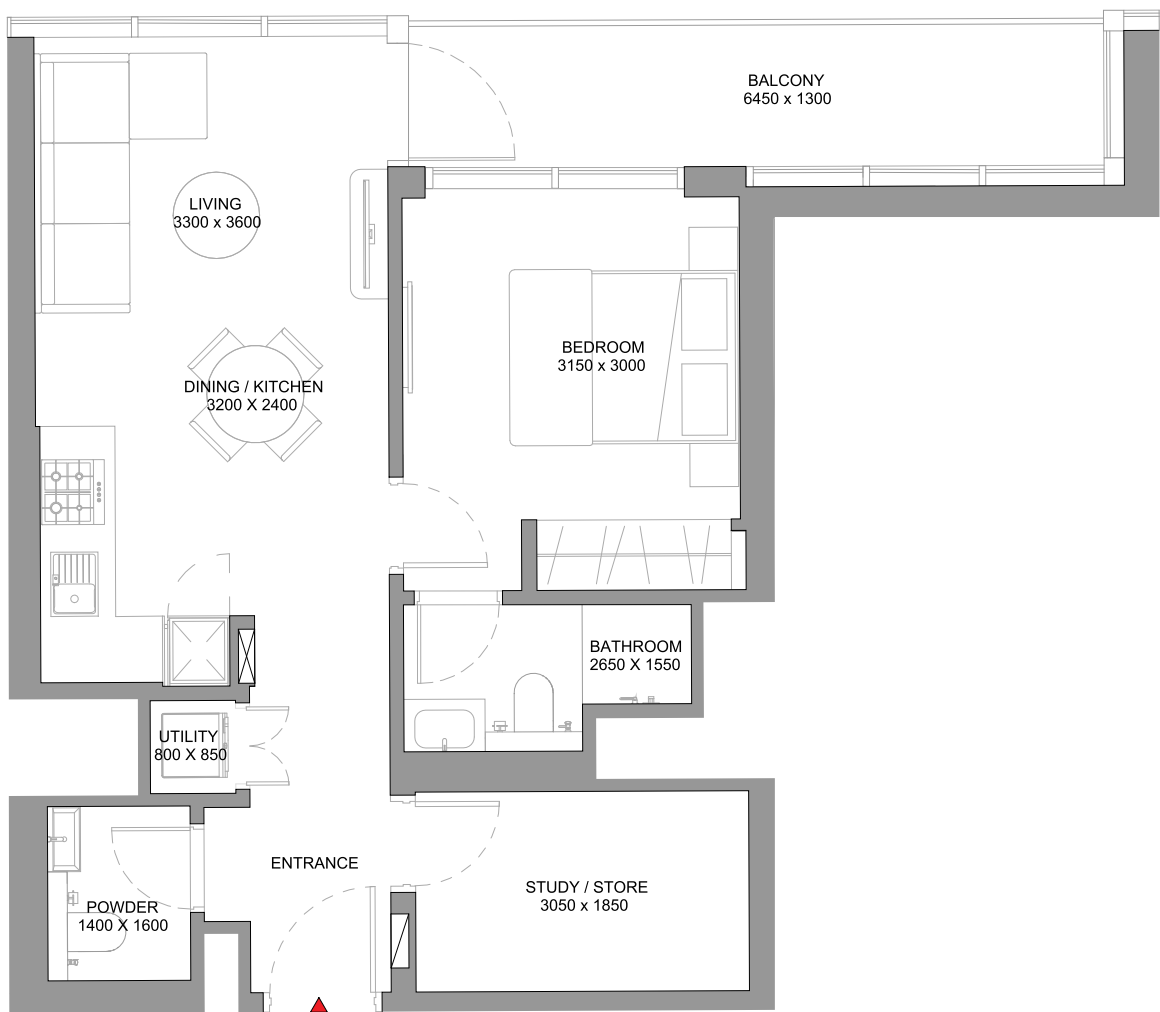 BALCONY
6450 x 1300
LIVING
3300 x 3600
BEDROOM
3150 x 3000
DINING / KITCHEN
3200 X 2400
BATHROOM
2650 X 1550
UTILITY
800 X 850
ENTRANCE
STUDY / STORE
3050 x 1850
POWDER
1400 X 1600